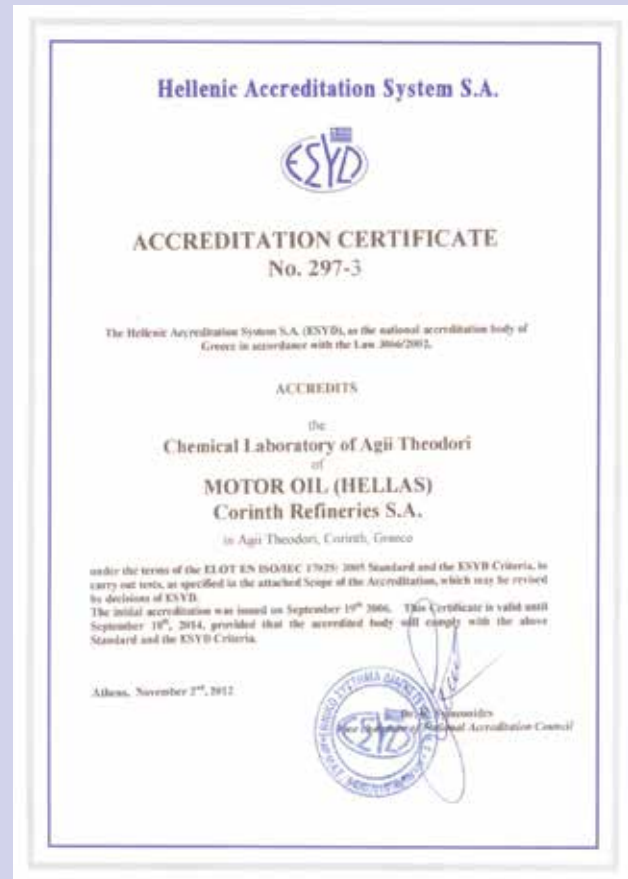 Hellenic Accreditation System S.A.
ΕΣΥD
ACCREDITATION CERTIFICATE
No. 297-3
The Hellenic Accreditation System S.A. (ESYD), as the national accreditation body of
Greece in accordance with the Law 3066/2002,
ACCREDITS
the
Chemical Laboratory of Agii Theodori
of
MOTOR OIL (HELLAS)
Corinth Refineries S.A.
in Agii Theodori, Corinth, Greece
under the terms of the ELOT EN ISO/IEC 17025: 2005 Standard and the ESYD Criteria, to
carry out tests, as specified in the attached Scope of the Accreditation, which may be revised
by decisions of ESYD.
The initial accreditation was issued on September 19th 2006. This Certificate is valid until
September 18th, 2014, provided that the accredited body will comply with the above
Standard and the ESYD Criteria.
Athens, November 2nd, 2012
of National Accreditation Council